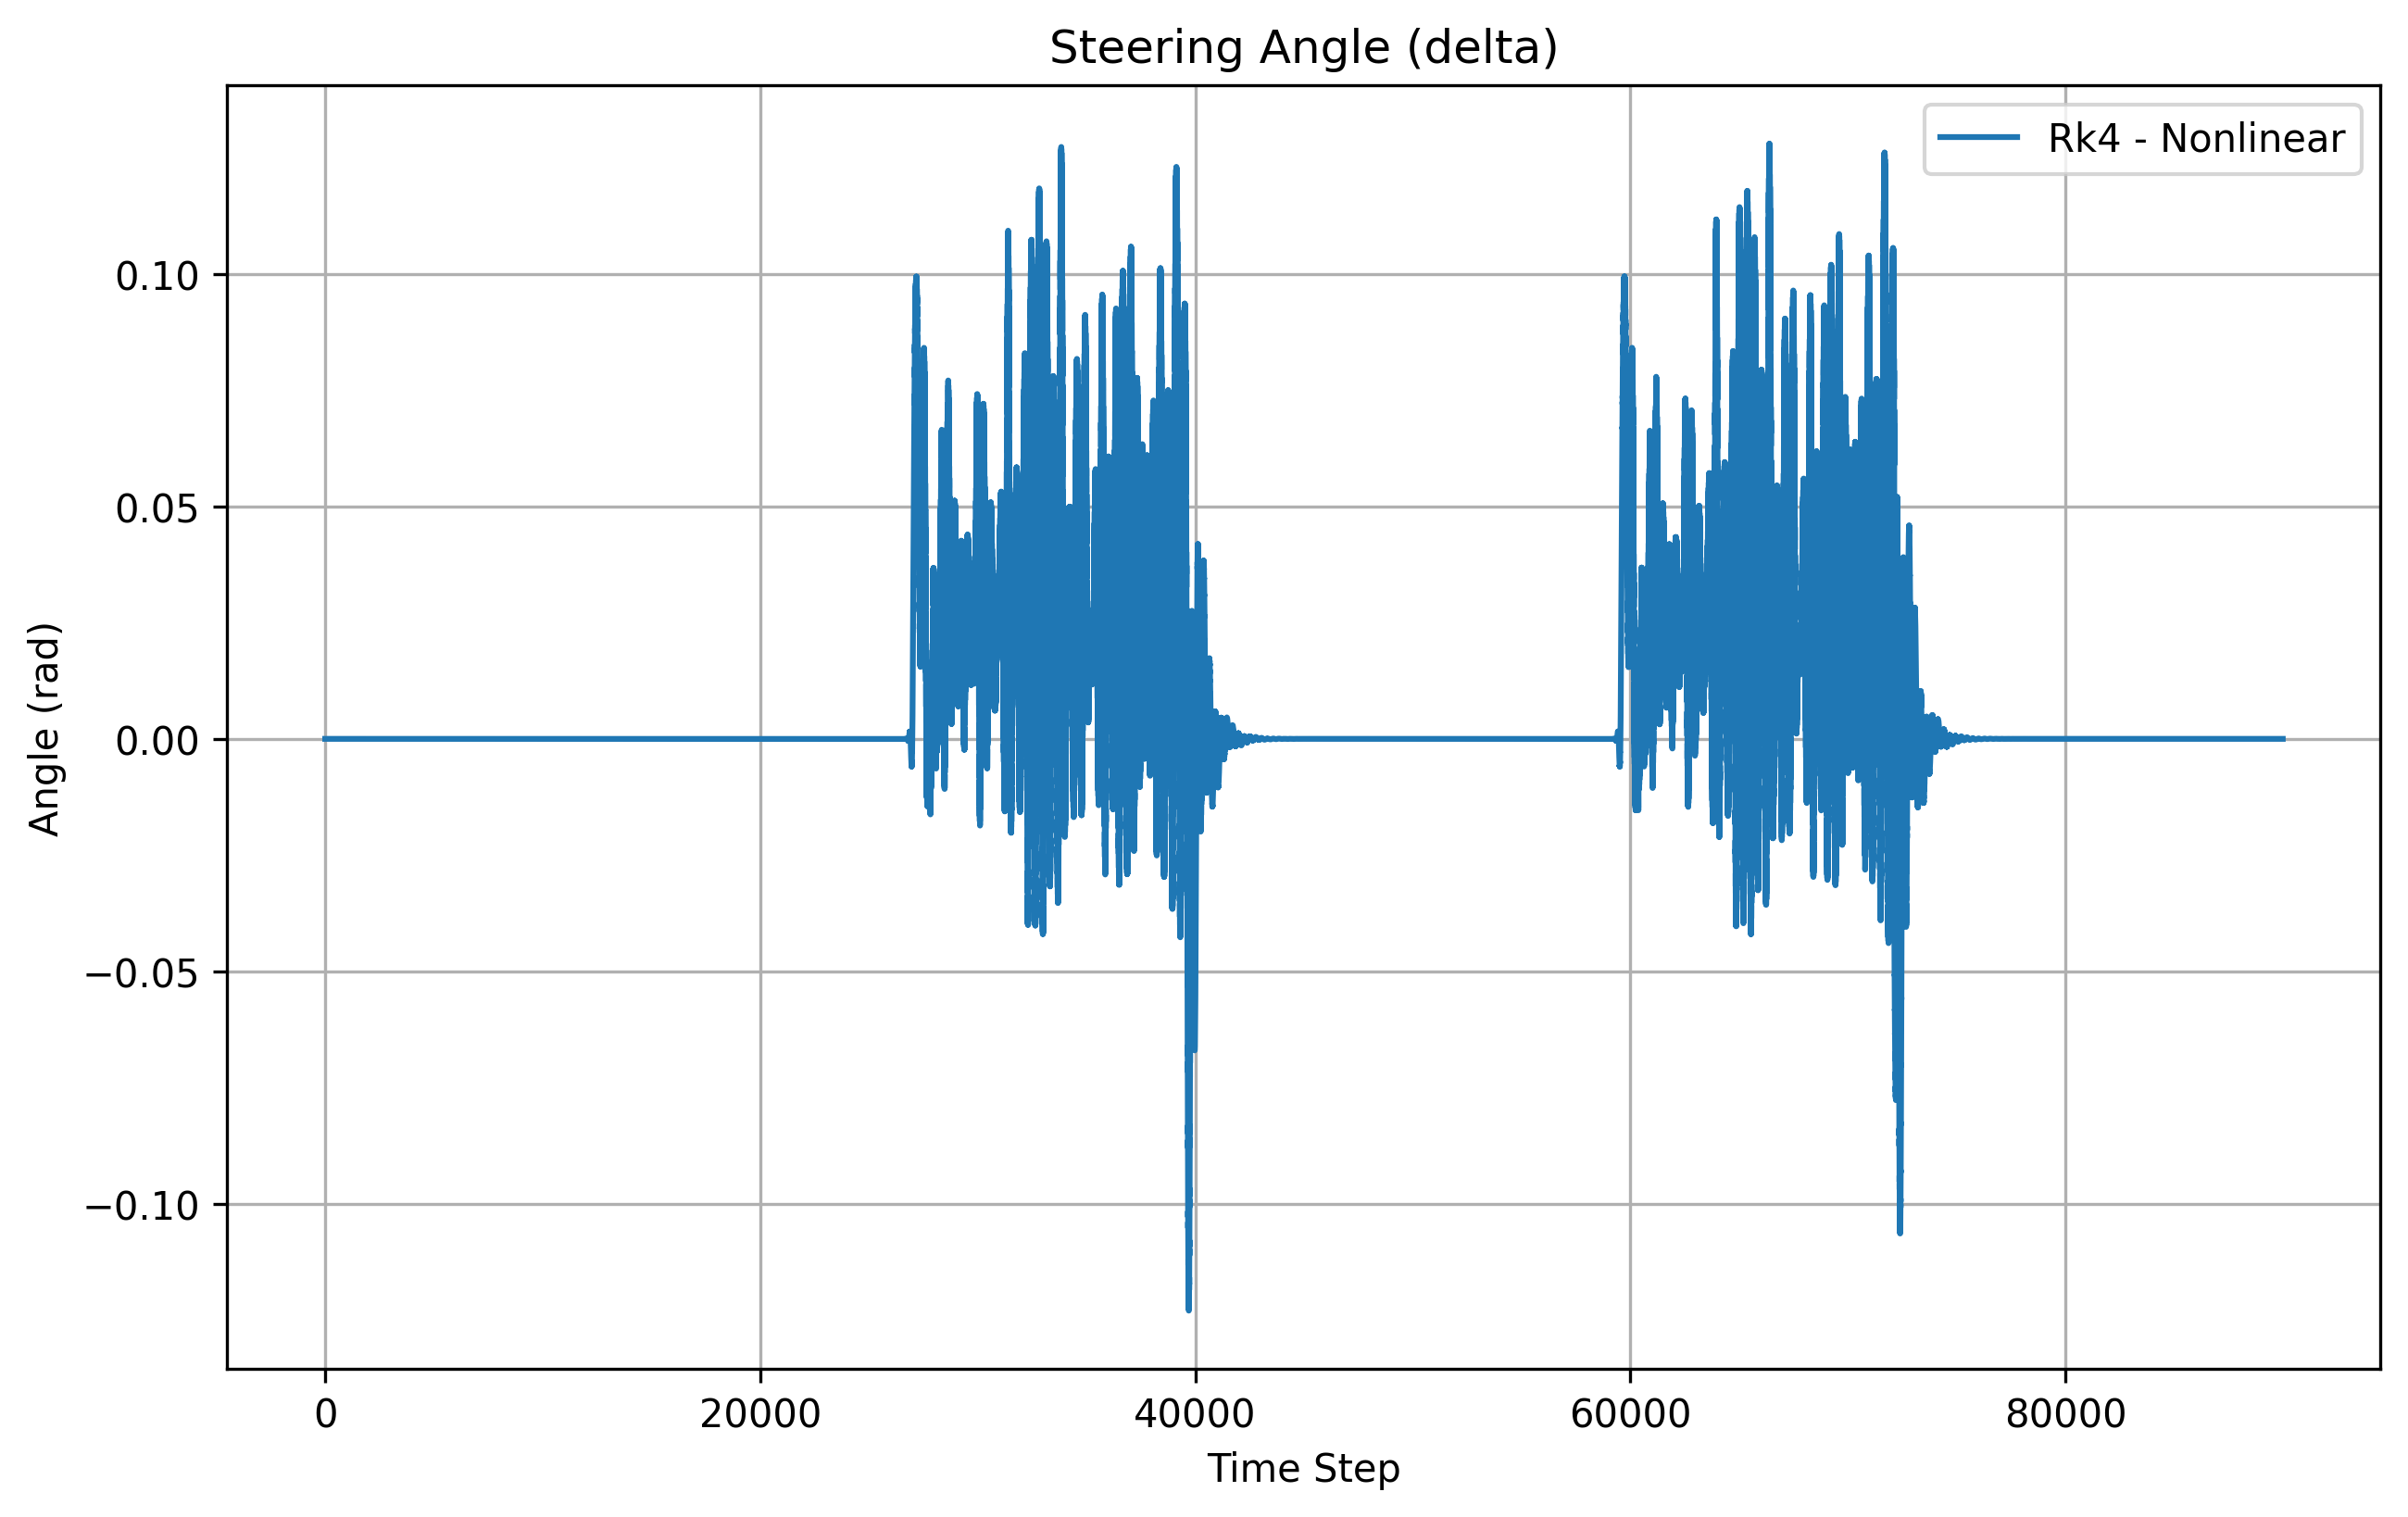 Steering Angle (delta)
Rk4 - Nonlinear
Angle (rad)
0.10
0.05
0.00
−0.05
−0.10
0 20000 40000 60000 80000
Time Step